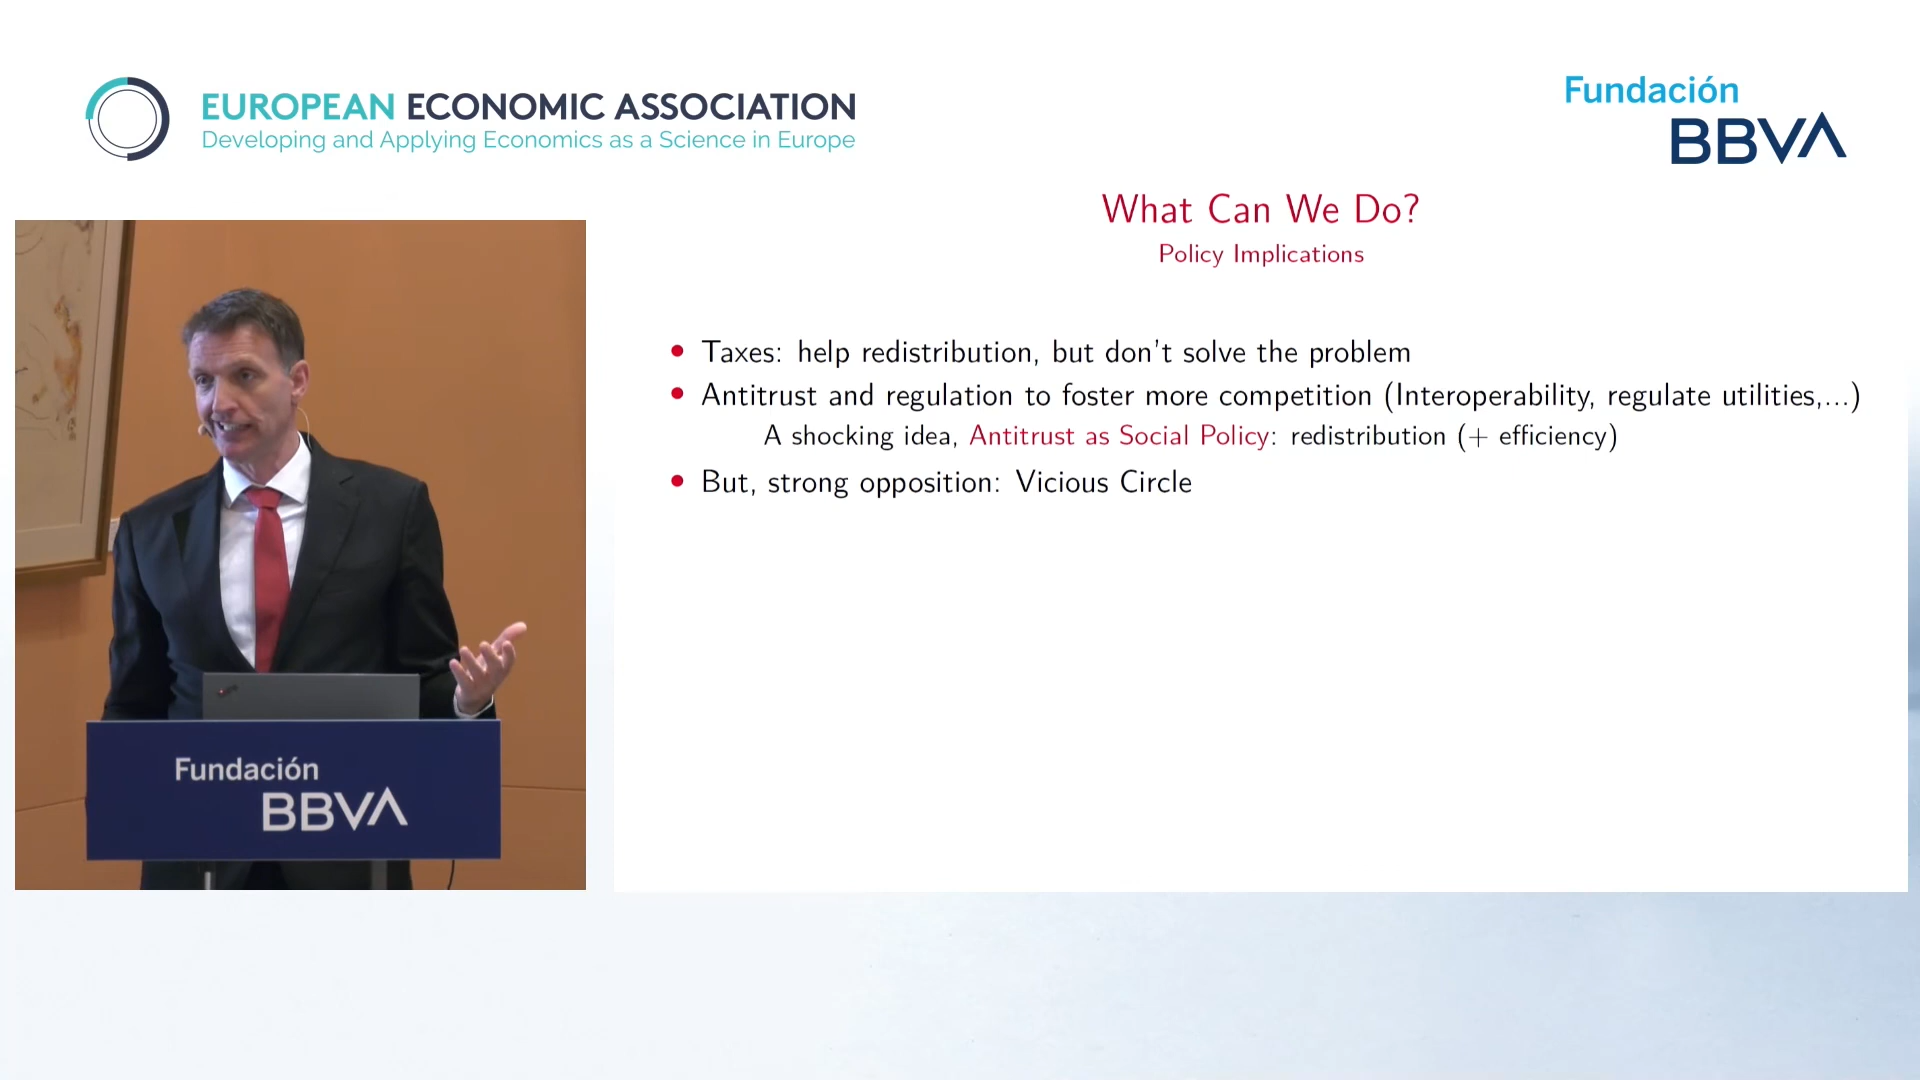 EUROPEAN ECONOMIC ASSOCIATION
Developing and Applying Economics as a Science in Europe
Fundación
BBVA
What Can We Do?
Policy Implications
• Taxes: help redistribution, but don't solve the problem
• Antitrust and regulation to foster more competition (Interoperability, regulate utilities,...)
A shocking idea, Antitrust as Social Policy: redistribution (+ efficiency)
• But, strong opposition: Vicious Circle
Fundación
BBVA